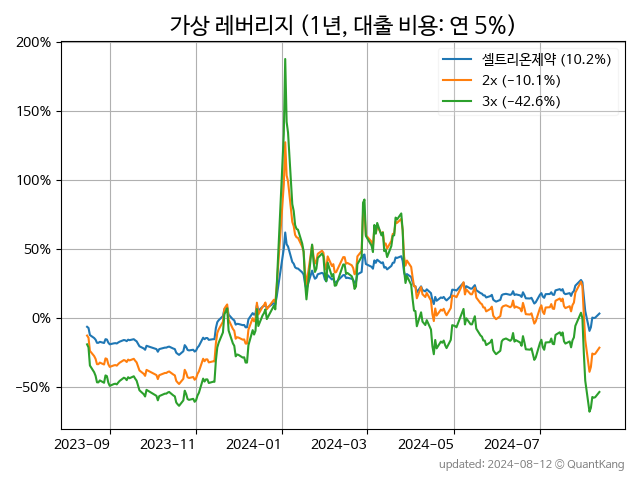 가상 레버리지 (1년, 대출 비용: 연 5%)
200%
150%
100%
50%
0%
−50%
셀트리온제약 (10.2%)
2x (−10.1%)
3x (−42.6%)
2023-09
2023-11
2024-01
2024-03
2024-05
2024-07
updated: 2024-08-12 © QuantKang